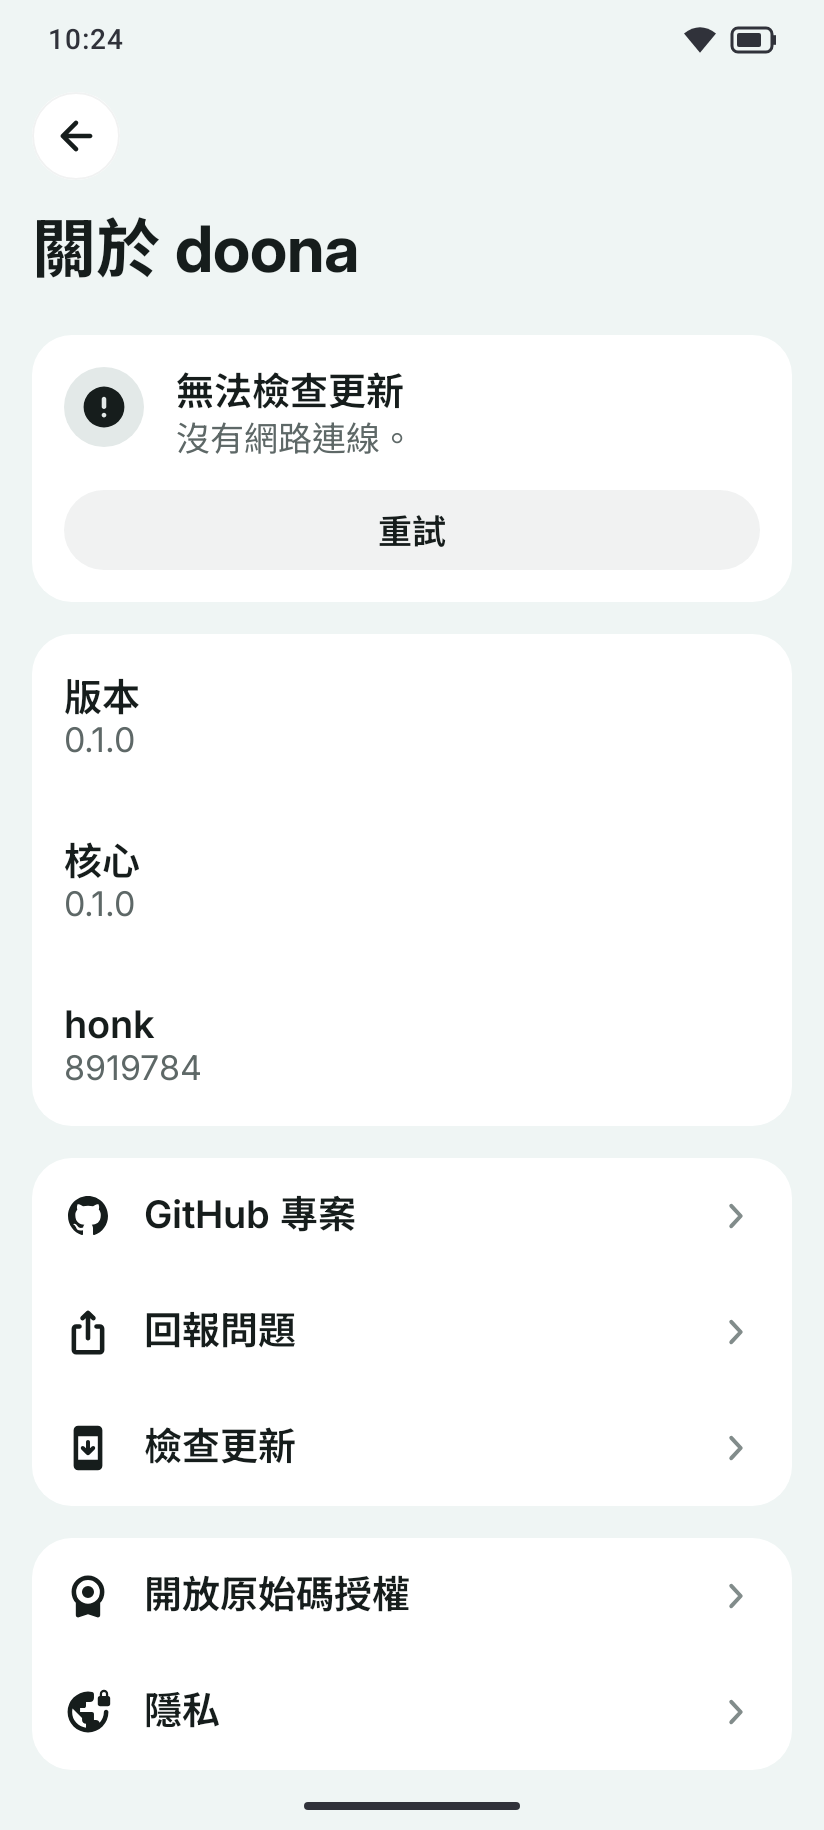 10:24
關於 doona
無法檢查更新
沒有網路連線。
重試
版本
0.1.0
核心
0.1.0
honk
8919784
GitHub 專案
回報問題
檢查更新
開放原始碼授權
隱私